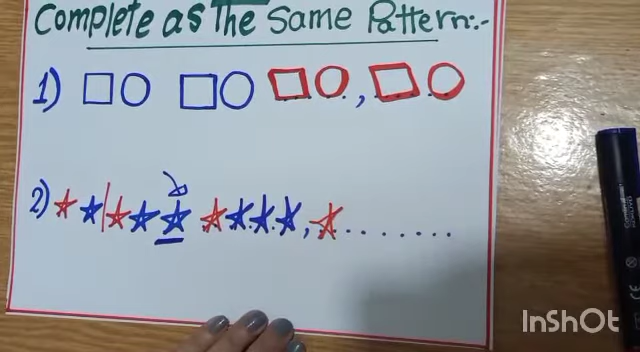 Complete as The Same Pattern:-
1)
2)
InShOt